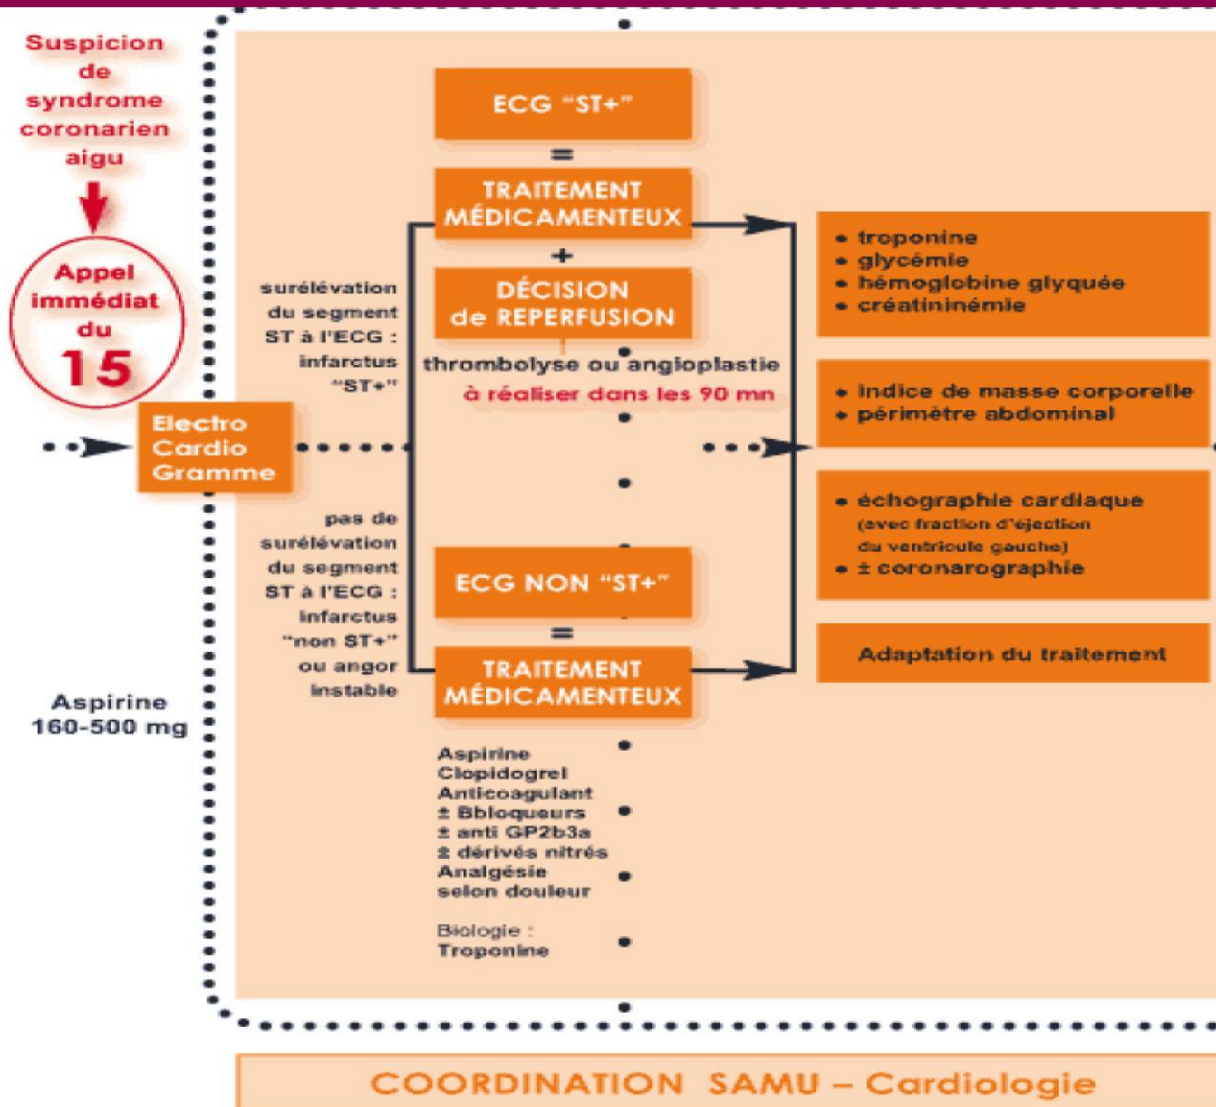 Suspicion
de
syndrome
coronarien
aigu
Appel
immédiat
du
15
Electro
Cardio
Gramme
Aspirine
160-500 mg
surélévation
du segment
ST à l'ECG :
infarctus
"ST+"
pas de
surélévation
du segment
ST à l'ECG :
infarctus
"non ST+"
ou angor
instable
ECG "ST+"
=
TRAITEMENT
MÉDICAMENTEUX
+
DÉCISION
de REPERFUSION
thrombolyse ou angioplastie
à réaliser dans les 90 mn
ECG NON "ST+"
=
TRAITEMENT
MÉDICAMENTEUX
Aspirine
Clopidogrel
Anticoagulant
± Bbloqueurs
± anti GP2b3a
± dérivés nitrés
Analgésie
selon douleur
Biologie :
Troponine
• troponine
• glycémie
• hémoglobine glyquée
• créatininémie
• indice de masse corporelle
• périmètre abdominal
• échographie cardiaque
(avec fraction d'éjection
du ventricule gauche)
• ± coronarographie
Adaptation du traitement
COORDINATION SAMU – Cardiologie